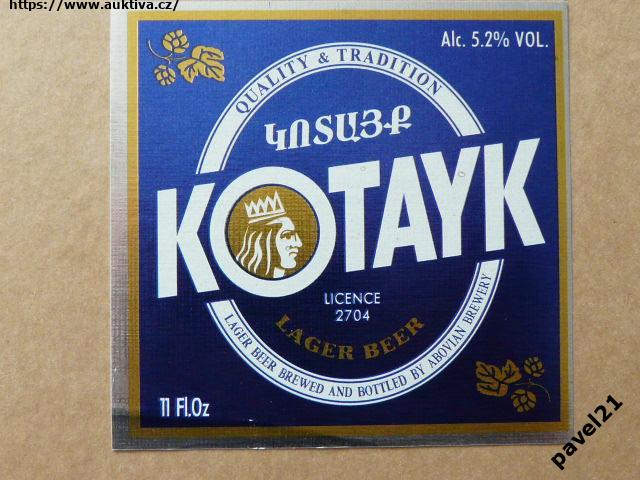 https://www.auktiva.cz/
Alc. 5.2% VOL.
QUALITY & TRADITION
ԿՈՏԱՅՔ
KOTAYK
LICENCE
2704
LAGER BEER
LAGER BEER BREWED AND BOTTLED BY ABOVIAN BREWERY
11 Fl.Oz
pavel21